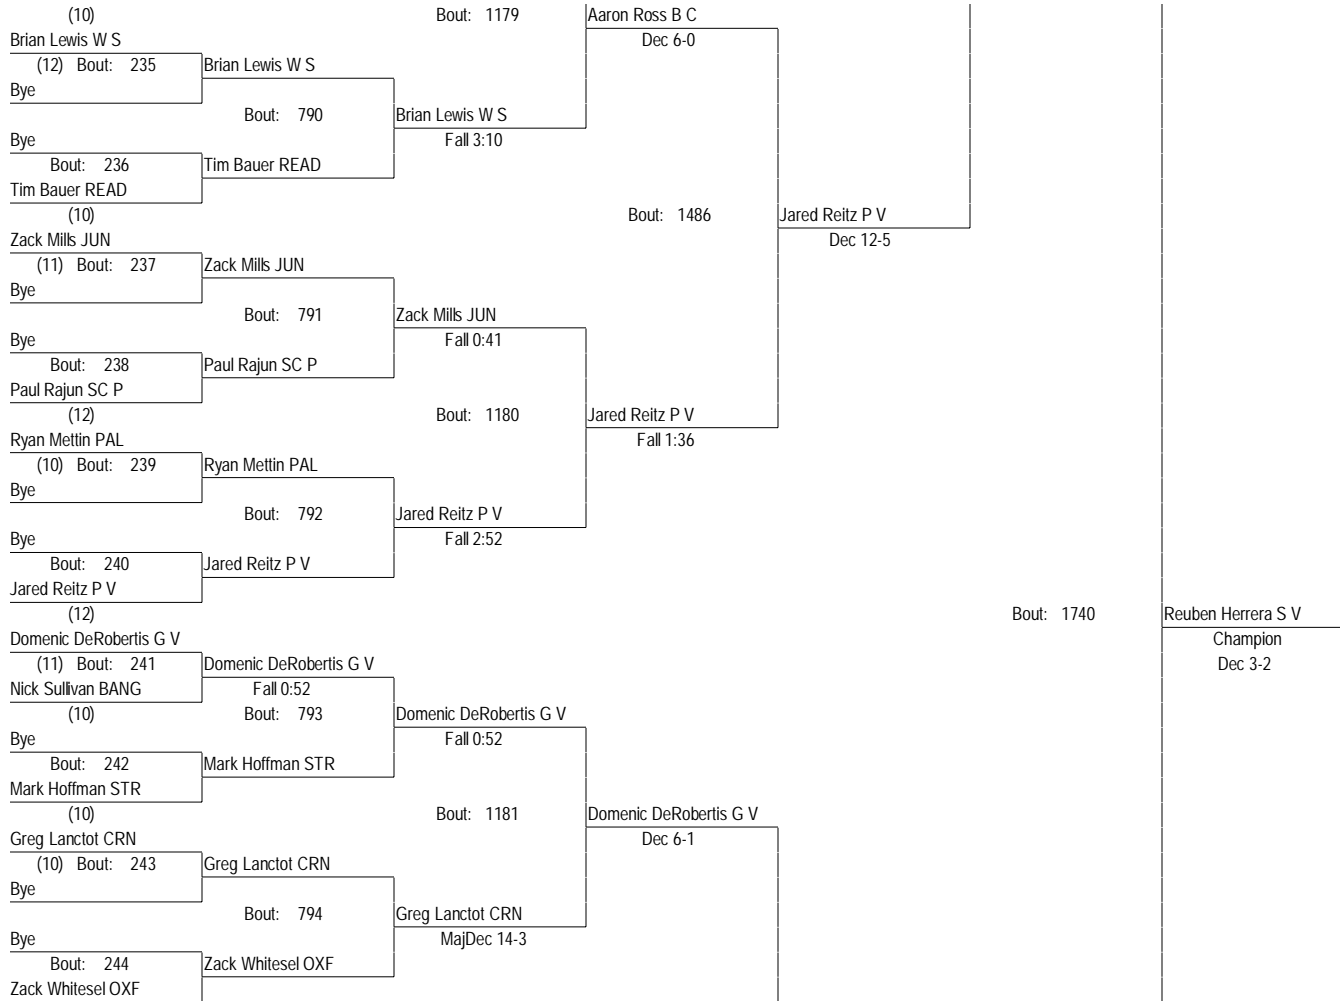 (10) Bout: 1179 Aaron Ross B C
Brian Lewis W S Dec 6-0
(12) Bout: 235 Brian Lewis W S
Bye
Bout: 790 Brian Lewis W S
Bye Fall 3:10
Bout: 236 Tim Bauer READ
Tim Bauer READ
(10) Bout: 1486 Jared Reitz P V
Zack Mills JUN Dec 12-5
(11) Bout: 237 Zack Mills JUN
Bye
Bout: 791 Zack Mills JUN
Bye Fall 0:41
Bout: 238 Paul Rajun SC P
Paul Rajun SC P
(12) Bout: 1180 Jared Reitz P V
Ryan Mettin PAL Fall 1:36
(10) Bout: 239 Ryan Mettin PAL
Bye
Bout: 792 Jared Reitz P V
Bye Fall 2:52
Bout: 240 Jared Reitz P V
Jared Reitz P V
(12) Bout: 1740 Reuben Herrera S V
Domenic DeRobertis G V Champion
(11) Bout: 241 Domenic DeRobertis G V Dec 3-2
Nick Sullivan BANG Fall 0:52
(10) Bout: 793 Domenic DeRobertis G V
Bye Fall 0:52
Bout: 242 Mark Hoffman STR
Mark Hoffman STR
(10) Bout: 1181 Domenic DeRobertis G V
Greg Lanctot CRN Dec 6-1
(10) Bout: 243 Greg Lanctot CRN
Bye
Bout: 794 Greg Lanctot CRN
Bye MajDec 14-3
Bout: 244 Zack Whitesel OXF
Zack Whitesel OXF